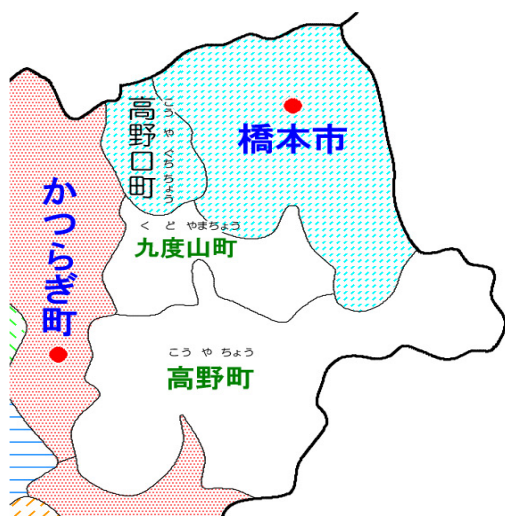 高野口町
こうやぐちちょう
橋本市
かつらぎ町
くどやまちょう
九度山町
こうやちょう
高野町